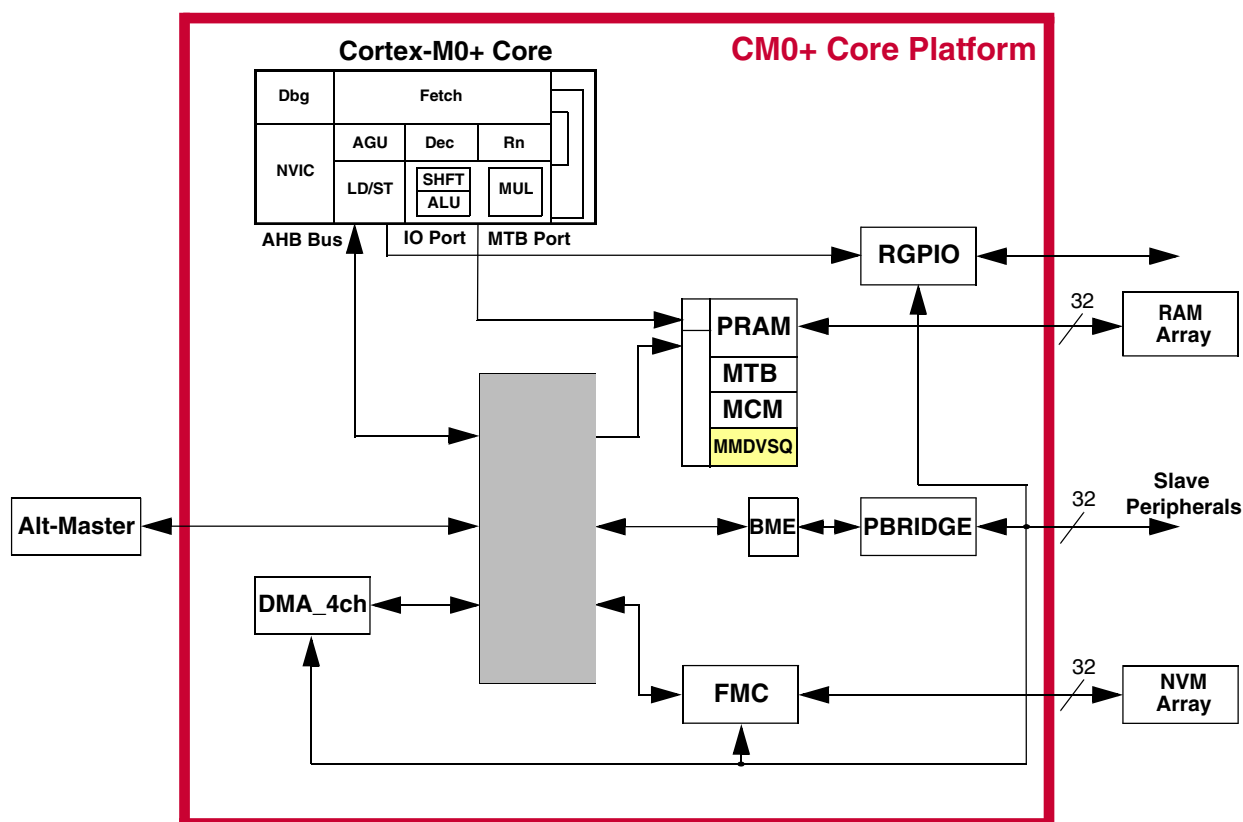 CM0+ Core Platform
Cortex-M0+ Core
Dbg
Fetch
NVIC
AGU
Dec
Rn
LD/ST
SHFT
ALU
MUL
AHB Bus
IO Port
MTB Port
RGPIO
32
RAM
Array
PRAM
MTB
MCM
MMDVSQ
Alt-Master
BME
PBRIDGE
32
Slave
Peripherals
DMA_4ch
FMC
32
NVM
Array